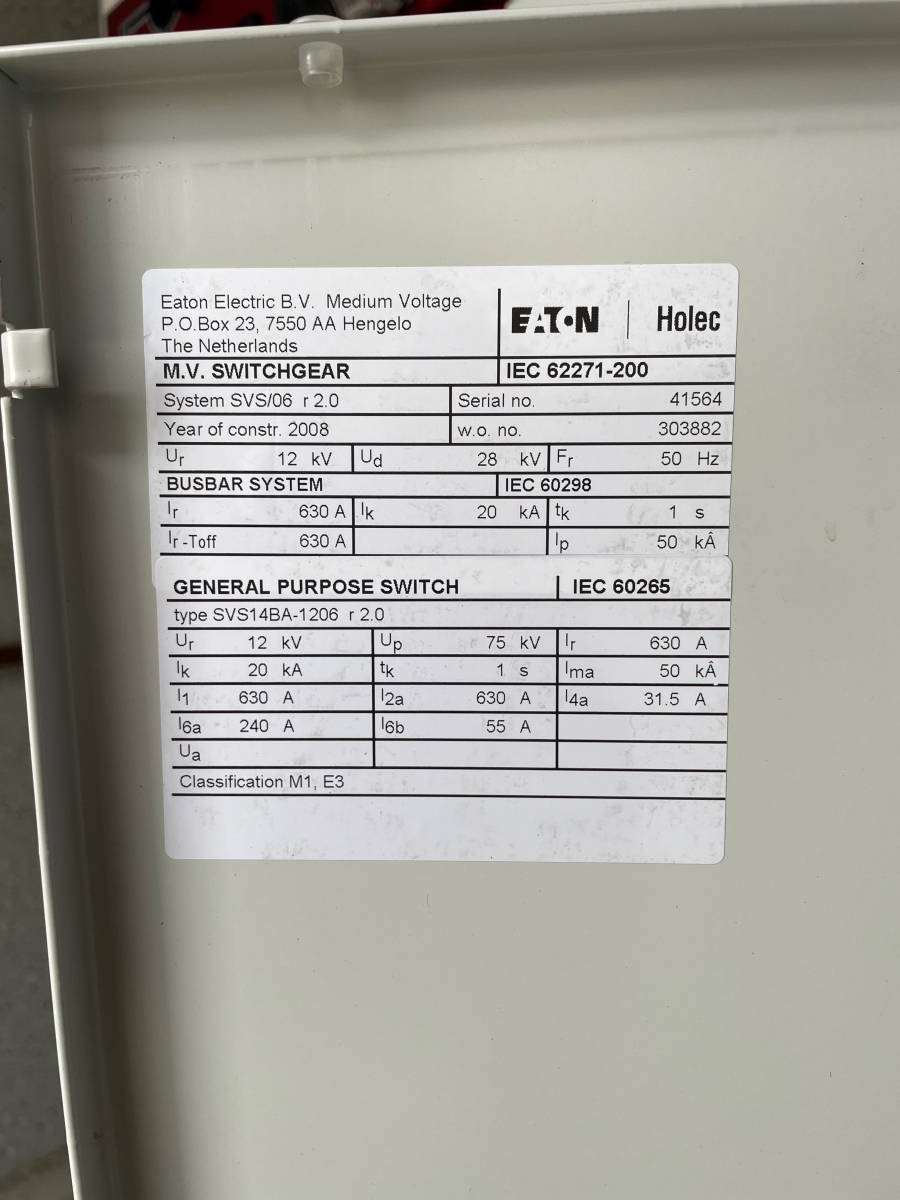 Eaton Electric B.V. Medium Voltage
P.O.Box 23, 7550 AA Hengelo
The Netherlands
EATON | Holec
M.V. SWITCHGEAR IEC 62271-200
System SVS/06 r 2.0 Serial no. 41564
Year of constr. 2008 w.o. no. 303882
Ur 12 kV Ud 28 kV Fr 50 Hz
BUSBAR SYSTEM IEC 60298
Ir 630 A Ik 20 kA tk 1 s
Ir -Toff 630 A Ip 50 kÂ
GENERAL PURPOSE SWITCH IEC 60265
type SVS14BA-1206 r 2.0
Ur 12 kV Up 75 kV Ir 630 A
Ik 20 kA tk 1 s Ima 50 kÂ
I1 630 A I2a 630 A I4a 31.5 A
I6a 240 A I6b 55 A
Ua
Classification M1, E3